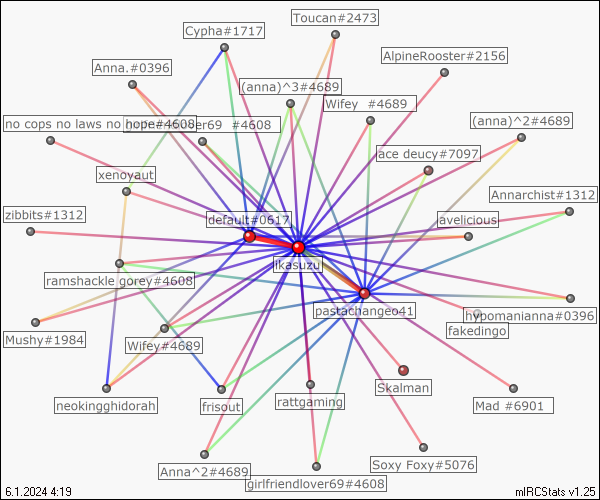 Toucan#2473
Cypha#1717
AlpineRooster#2156
Anna.#0396
(anna)^3#4689
Wifey #4689
no cops no laws no hope#4608
er69 #4608
(anna)^2#4689
ace deucy#7097
xenoyaut
Annarchist#1312
zibbits#1312
default#0617
avelicious
ikasuzu
ramshackle gorey#4608
pastachangeo41
hypomanianna#0396
fakedingo
Mushy#1984
Wifey#4689
Skalman
neokingghidorah
frisout
rattgaming
Mad #6901
Anna^2#4689
Soxy Foxy#5076
girlfriendlover69#4608
6.1.2024 4:19
mIRCStats v1.25